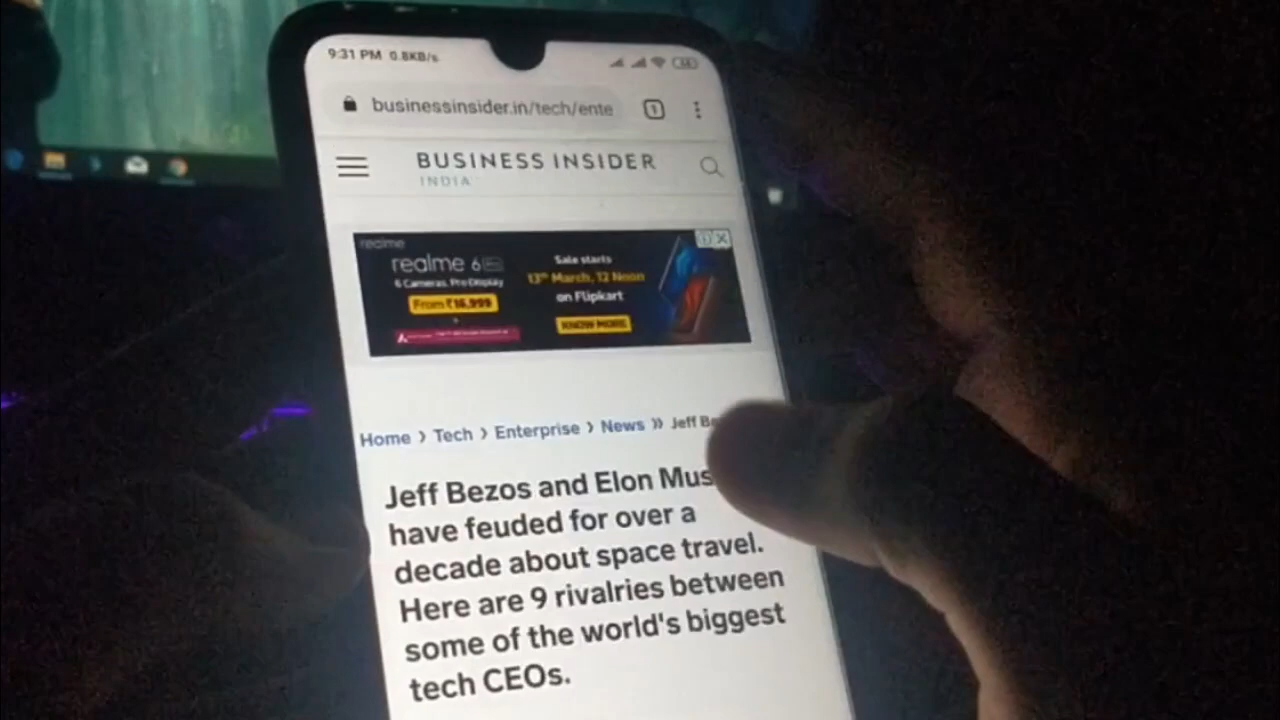 9:31 PM 0.8KB/s
businessinsider.in/tech/ente
1
BUSINESS INSIDER
INDIA
realme
realme 6
6 Cameras. Pro Display
From ₹16,999
Sale starts
13th March, 12 Noon
on Flipkart
KNOW MORE
Home > Tech > Enterprise > News » Jeff Be
Jeff Bezos and Elon Mus
have feuded for over a
decade about space travel.
Here are 9 rivalries between
some of the world's biggest
tech CEOs.